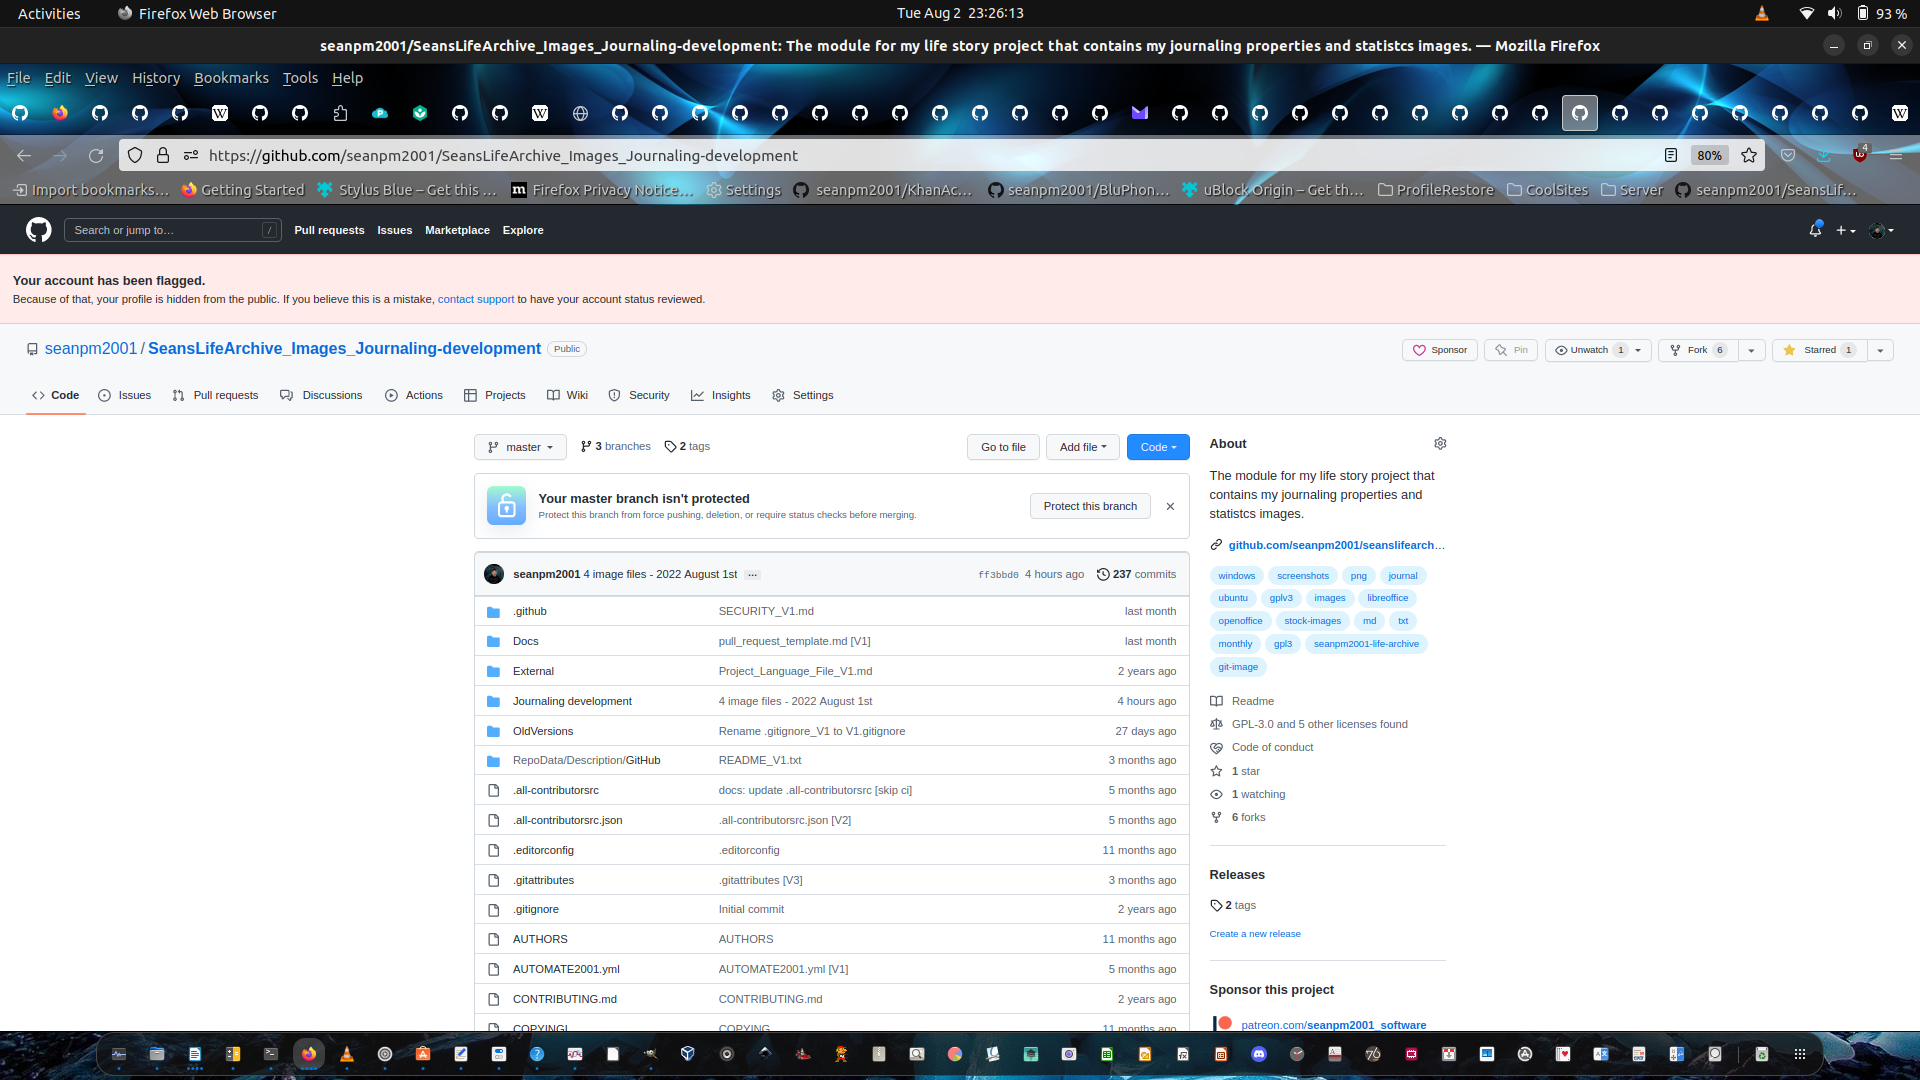 Activities
Firefox Web Browser
Tue Aug 2 23:26:13
93 %
seanpm2001/SeansLifeArchive_Images_Journaling-development: The module for my life story project that contains my journaling properties and statistcs images. — Mozilla Firefox
File Edit View History Bookmarks Tools Help
https://github.com/seanpm2001/SeansLifeArchive_Images_Journaling-development
80%
4
Import bookmarks…
Getting Started
Stylus Blue – Get this …
Firefox Privacy Notice…
Settings
seanpm2001/KhanAc…
seanpm2001/BluPhon…
uBlock Origin – Get th…
ProfileRestore
CoolSites
Server
seanpm2001/SeansLif…
Search or jump to…
/
Pull requests Issues Marketplace Explore
Your account has been flagged.
Because of that, your profile is hidden from the public. If you believe this is a mistake, contact support to have your account status reviewed.
seanpm2001 / SeansLifeArchive_Images_Journaling-development
Public
Sponsor
Pin
Unwatch 1
Fork 6
Starred 1
Code
Issues
Pull requests
Discussions
Actions
Projects
Wiki
Security
Insights
Settings
master
3 branches
2 tags
Go to file
Add file
Code
Your master branch isn't protected
Protect this branch from force pushing, deletion, or require status checks before merging.
Protect this branch
seanpm2001 4 image files - 2022 August 1st …
ff3bbd0 4 hours ago
237 commits
.github SECURITY_V1.md last month
Docs pull_request_template.md [V1] last month
External Project_Language_File_V1.md 2 years ago
Journaling development 4 image files - 2022 August 1st 4 hours ago
OldVersions Rename .gitignore_V1 to V1.gitignore 27 days ago
RepoData/Description/GitHub README_V1.txt 3 months ago
.all-contributorsrc docs: update .all-contributorsrc [skip ci] 5 months ago
.all-contributorsrc.json .all-contributorsrc.json [V2] 5 months ago
.editorconfig .editorconfig 11 months ago
.gitattributes .gitattributes [V3] 3 months ago
.gitignore Initial commit 2 years ago
AUTHORS AUTHORS 11 months ago
AUTOMATE2001.yml AUTOMATE2001.yml [V1] 5 months ago
CONTRIBUTING.md CONTRIBUTING.md 2 years ago
COPYINGL COPYING 11 months ago
About
The module for my life story project that
contains my journaling properties and
statistcs images.
github.com/seanpm2001/seanslifearch…
windows screenshots png journal
ubuntu gplv3 images libreoffice
openoffice stock-images md txt
monthly gpl3 seanpm2001-life-archive
git-image
Readme
GPL-3.0 and 5 other licenses found
Code of conduct
1 star
1 watching
6 forks
Releases
2 tags
Create a new release
Sponsor this project
patreon.com/seanpm2001_software